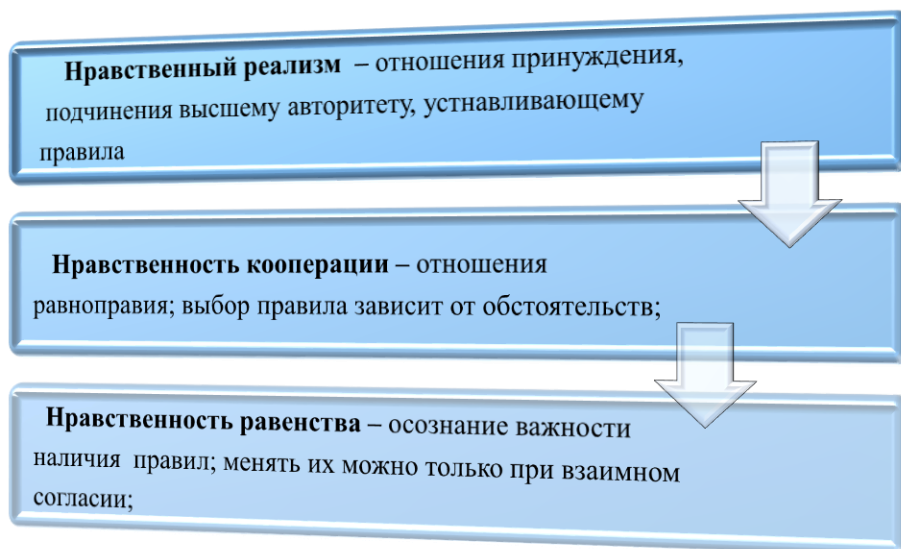 Нравственный реализм – отношения принуждения,
подчинения высшему авторитету, устнавливающему
правила
Нравственность кооперации – отношения
равноправия; выбор правила зависит от обстоятельств;
Нравственность равенства – осознание важности
наличия правил; менять их можно только при взаимном
согласии;